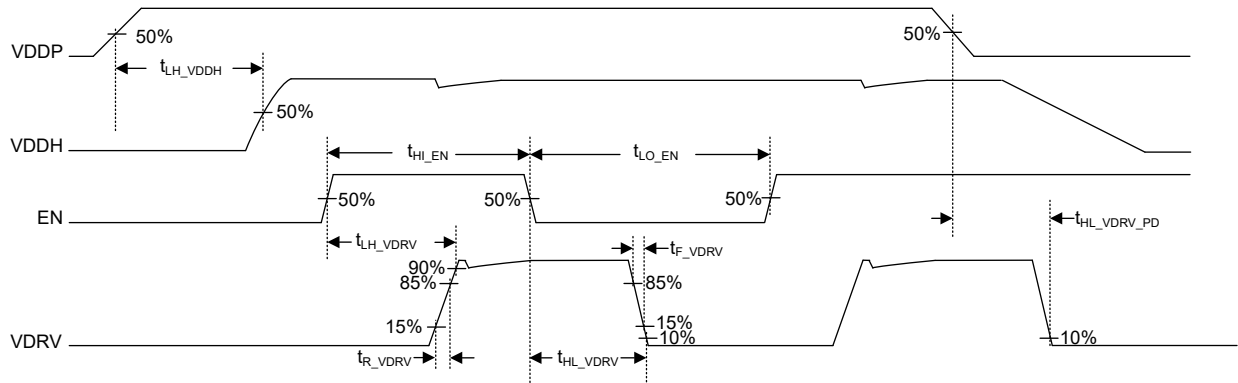 VDDP
50%
50%
tLH_VDDH
VDDH
50%
tHI_EN
tLO_EN
EN
50%
50%
50%
tHL_VDRV_PD
tLH_VDRV
tF_VDRV
90%
85%
85%
VDRV
15%
15%
10%
10%
tR_VDRV
tHL_VDRV